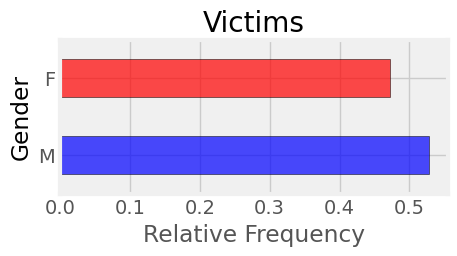 Victims
Gender
F
M
0.0 0.1 0.2 0.3 0.4 0.5
Relative Frequency